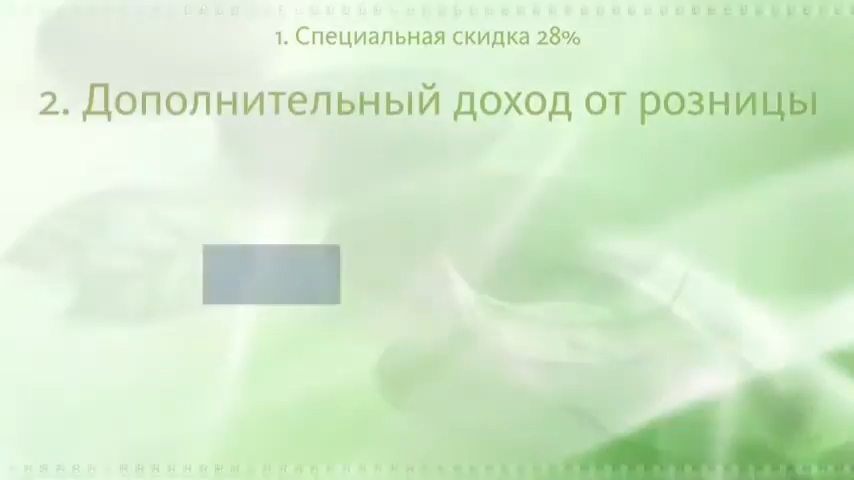 1. Специальная скидка 28%
2. Дополнительный доход от розницы